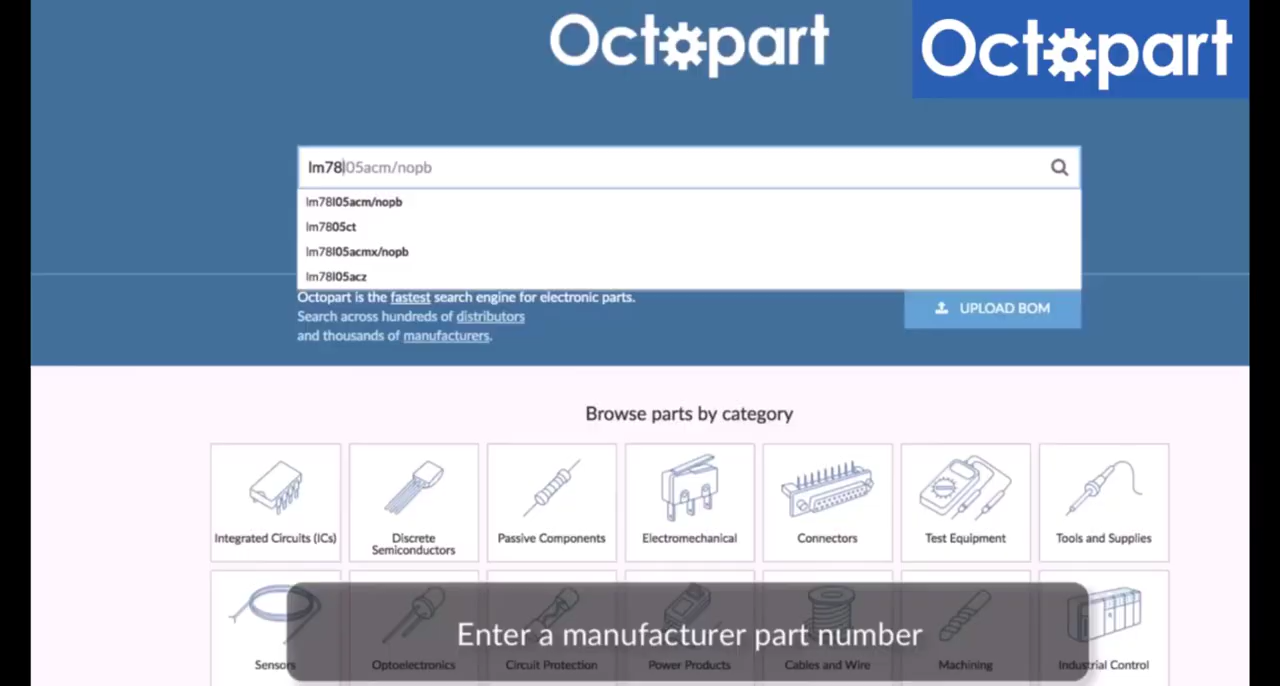 Octopart
Octopart
lm78l05acm/nopb
lm78l05acm/nopb
lm7805ct
lm78l05acmx/nopb
lm78l05acz
Octopart is the fastest search engine for electronic parts.
Search across hundreds of distributors
and thousands of manufacturers.
UPLOAD BOM
Browse parts by category
Integrated Circuits (ICs)
Discrete
Semiconductors
Passive Components
Electromechanical
Connectors
Test Equipment
Tools and Supplies
Enter a manufacturer part number
Sensors
Optoelectronics
Circuit Protection
Power Products
Cables and Wire
Machining
Industrial Control